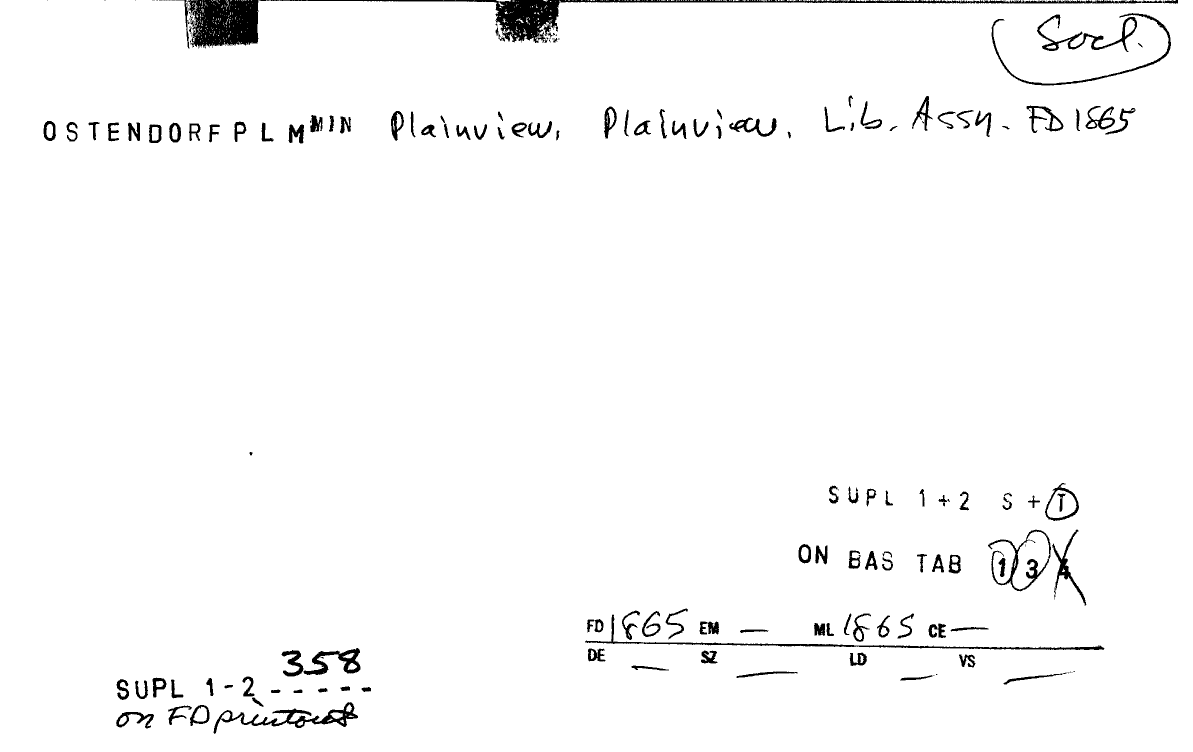 Socl.
OSTENDORF P L M MIN Plainview, Plainview, Lib. Assn. FD 1865
SUPL 1+2 S + T
ON BAS TAB 1 3 4
FD 1865 EM — ML 1865 CE —
DE — SZ — LD — VS —
358
SUPL 1-2 - - - - -
on FD printout